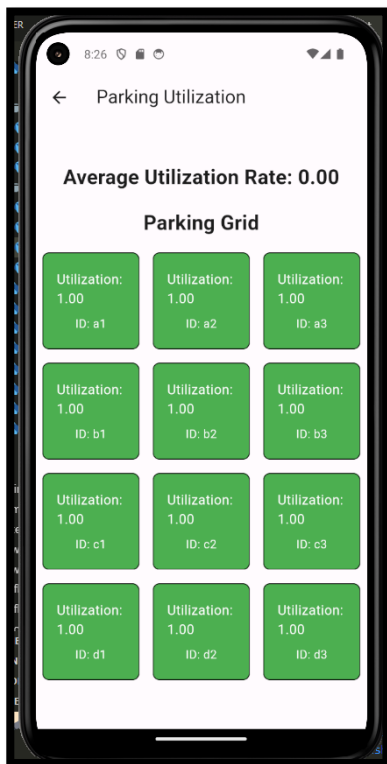 8:26
Parking Utilization
Average Utilization Rate: 0.00
Parking Grid
Utilization:
1.00
ID: a1
Utilization:
1.00
ID: a2
Utilization:
1.00
ID: a3
Utilization:
1.00
ID: b1
Utilization:
1.00
ID: b2
Utilization:
1.00
ID: b3
Utilization:
1.00
ID: c1
Utilization:
1.00
ID: c2
Utilization:
1.00
ID: c3
Utilization:
1.00
ID: d1
Utilization:
1.00
ID: d2
Utilization:
1.00
ID: d3